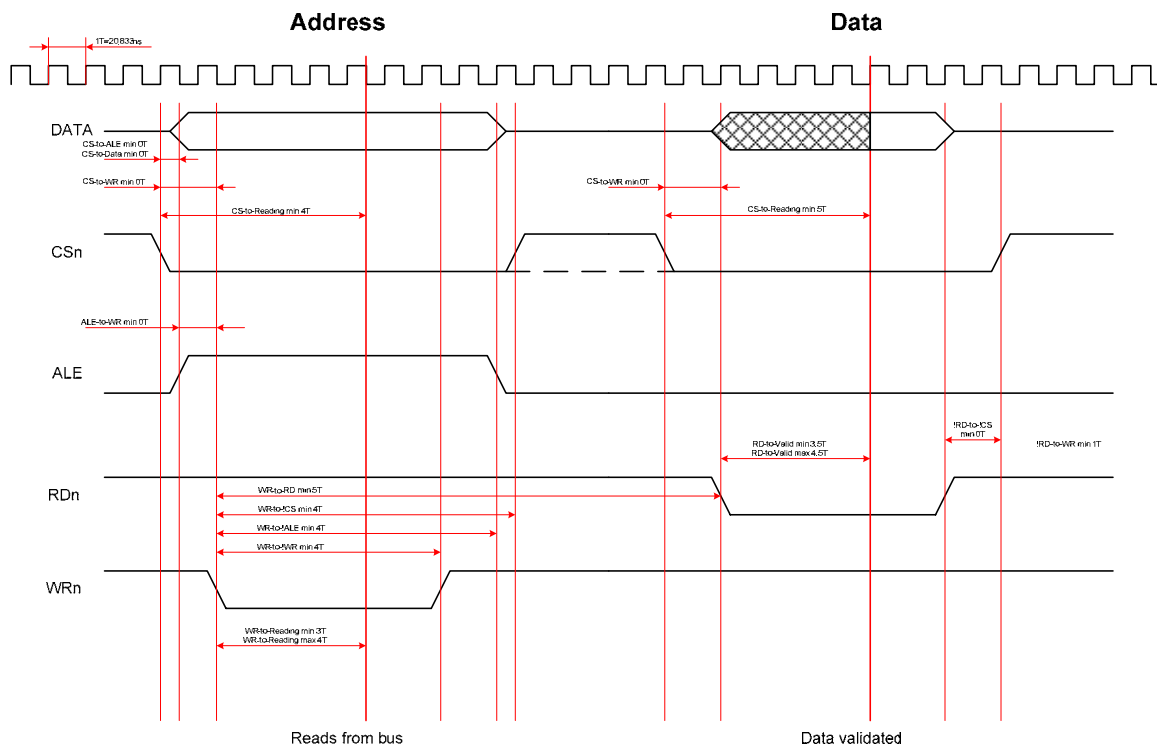 Address
Data
1T=20,833ns
DATA
CS-to-ALE min 0T
CS-to-Data min 0T
CS-to-WR min 0T
CS-to-WR min 0T
CS-to-Reading min 4T
CS-to-Reading min 5T
CSn
ALE-to-WR min 0T
ALE
!RD-to-!CS
min 0T
RD-to-Valid min 3.5T
RD-to-Valid max 4.5T
!RD-to-WR min 1T
RDn
WR-to-RD min 5T
WR-to-!CS min 4T
WR-to-!ALE min 4T
WR-to-!WR min 4T
WRn
WR-to-Reading min 3T
WR-to-Reading max 4T
Reads from bus
Data validated